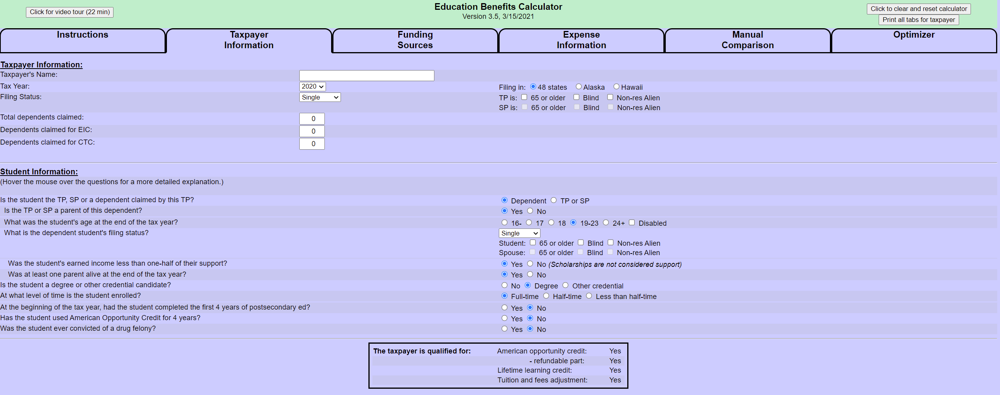 Click for video tour (22 min)
Education Benefits Calculator
Version 3.5, 3/15/2021
Click to clear and reset calculator
Print all tabs for taxpayer
Instructions
Taxpayer
Information
Funding
Sources
Expense
Information
Manual
Comparison
Optimizer
Taxpayer Information:
Taxpayer's Name:
Tax Year: 2020 Filing in: 48 states Alaska Hawaii
Filing Status: Single TP is: 65 or older Blind Non-res Alien
SP is: 65 or older Blind Non-res Alien
Total dependents claimed: 0
Dependents claimed for EIC: 0
Dependents claimed for CTC: 0
Student Information:
(Hover the mouse over the questions for a more detailed explanation.)
Is the student the TP, SP or a dependent claimed by this TP? Dependent TP or SP
Is the TP or SP a parent of this dependent? Yes No
What was the student's age at the end of the tax year? 16- 17 18 19-23 24+ Disabled
What is the dependent student's filing status? Single
Student: 65 or older Blind Non-res Alien
Spouse: 65 or older Blind Non-res Alien
Was the student's earned income less than one-half of their support? Yes No (Scholarships are not considered support)
Was at least one parent alive at the end of the tax year? Yes No
Is the student a degree or other credential candidate? No Degree Other credential
At what level of time is the student enrolled? Full-time Half-time Less than half-time
At the beginning of the tax year, had the student completed the first 4 years of postsecondary ed? Yes No
Has the student used American Opportunity Credit for 4 years? Yes No
Was the student ever convicted of a drug felony? Yes No
The taxpayer is qualified for: American opportunity credit: Yes
- refundable part: Yes
Lifetime learning credit: Yes
Tuition and fees adjustment: Yes